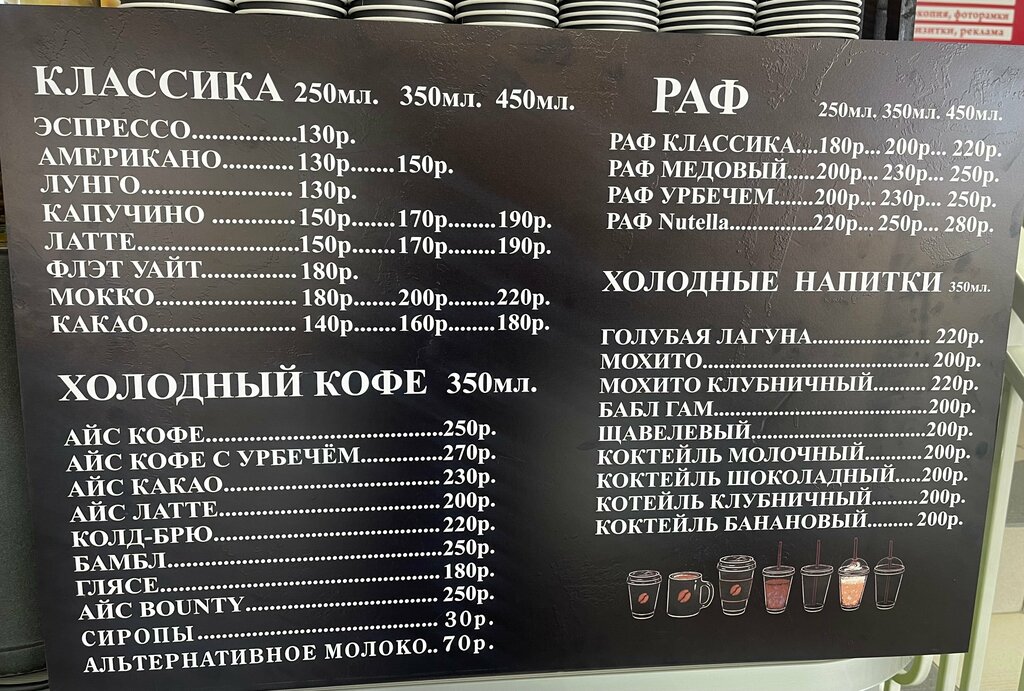 копия, фоторамки
изитки, реклама
КЛАССИКА 250мл. 350мл. 450мл.
ЭСПРЕССО.................130р.
АМЕРИКАНО............130р.......150р.
ЛУНГО........................ 130р.
КАПУЧИНО ..............150р.......170р........190р.
ЛАТТЕ..........................150р.......170р........190р.
ФЛЭТ УАЙТ............... 180р.
МОККО....................... 180р.......200р........220р.
КАКАО........................ 140р.......160р........180р.
ХОЛОДНЫЙ КОФЕ 350мл.
АЙС КОФЕ.......................................250р.
АЙС КОФЕ С УРБЕЧЁМ.............270р.
АЙС КАКАО....................................230р.
АЙС ЛАТТЕ.....................................200р.
КОЛД-БРЮ......................................220р.
БАМБЛ.............................................250р.
ГЛЯСЕ..............................................180р.
АЙС BOUNTY................................250р.
СИРОПЫ....................................... 30р.
АЛЬТЕРНАТИВНОЕ МОЛОКО.. 70р.
РАФ 250мл. 350мл. 450мл.
РАФ КЛАССИКА....180р... 200р... 220р.
РАФ МЕДОВЫЙ.....200р... 230р... 250р.
РАФ УРБЕЧЕМ.......200р... 230р... 250р.
РАФ Nutella...............220р... 250р... 280р.
ХОЛОДНЫЕ НАПИТКИ 350мл.
ГОЛУБАЯ ЛАГУНА...................... 220р.
МОХИТО.......................................... 200р.
МОХИТО КЛУБНИЧНЫЙ.......... 220р.
БАБЛ ГАМ........................................200р.
ЩАВЕЛЕВЫЙ.................................200р.
КОКТЕЙЛЬ МОЛОЧНЫЙ..........200р.
КОКТЕЙЛЬ ШОКОЛАДНЫЙ.....200р.
КОТЕЙЛЬ КЛУБНИЧНЫЙ.........200р.
КОКТЕЙЛЬ БАНАНОВЫЙ......... 200р.